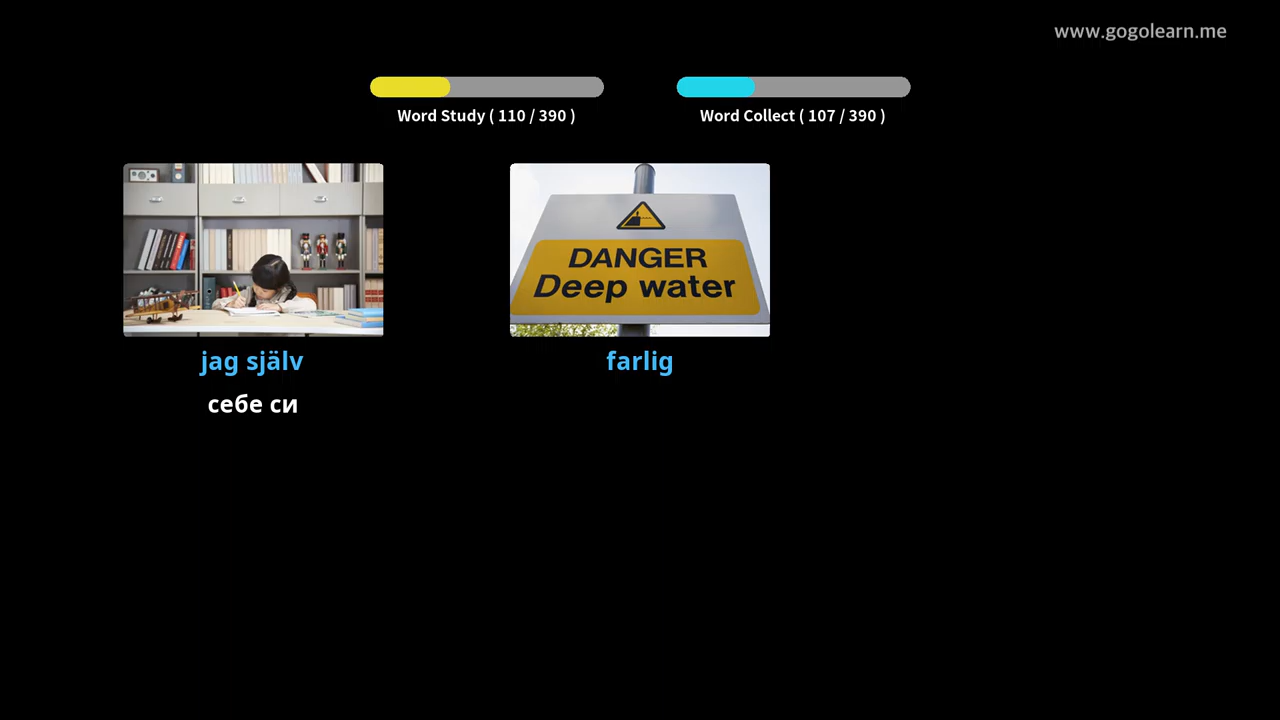 www.gogolearn.me
Word Study ( 110 / 390 )
Word Collect ( 107 / 390 )
DANGER
Deep water
jag själv
farlig
себе си